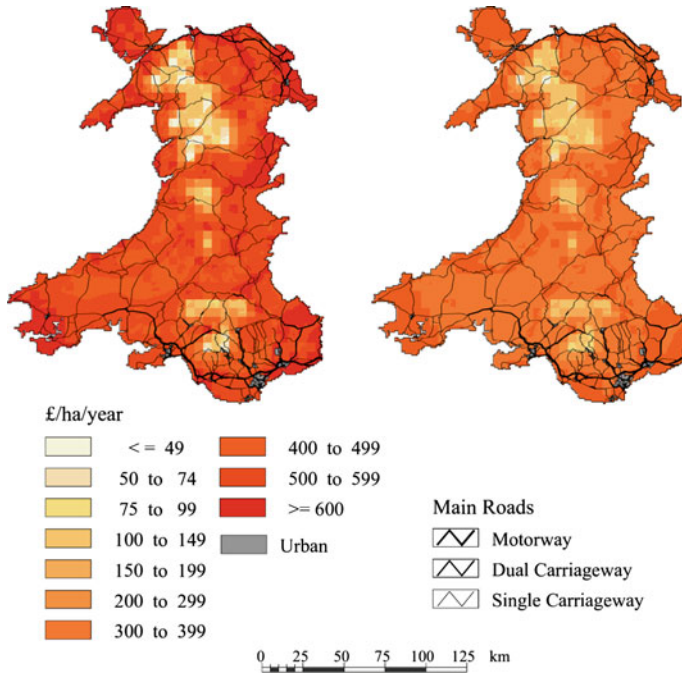 £/ha/year
< = 49
50 to 74
75 to 99
100 to 149
150 to 199
200 to 299
300 to 399
400 to 499
500 to 599
>= 600
Urban
Main Roads
Motorway
Dual Carriageway
Single Carriageway
0 25 50 75 100 125 km